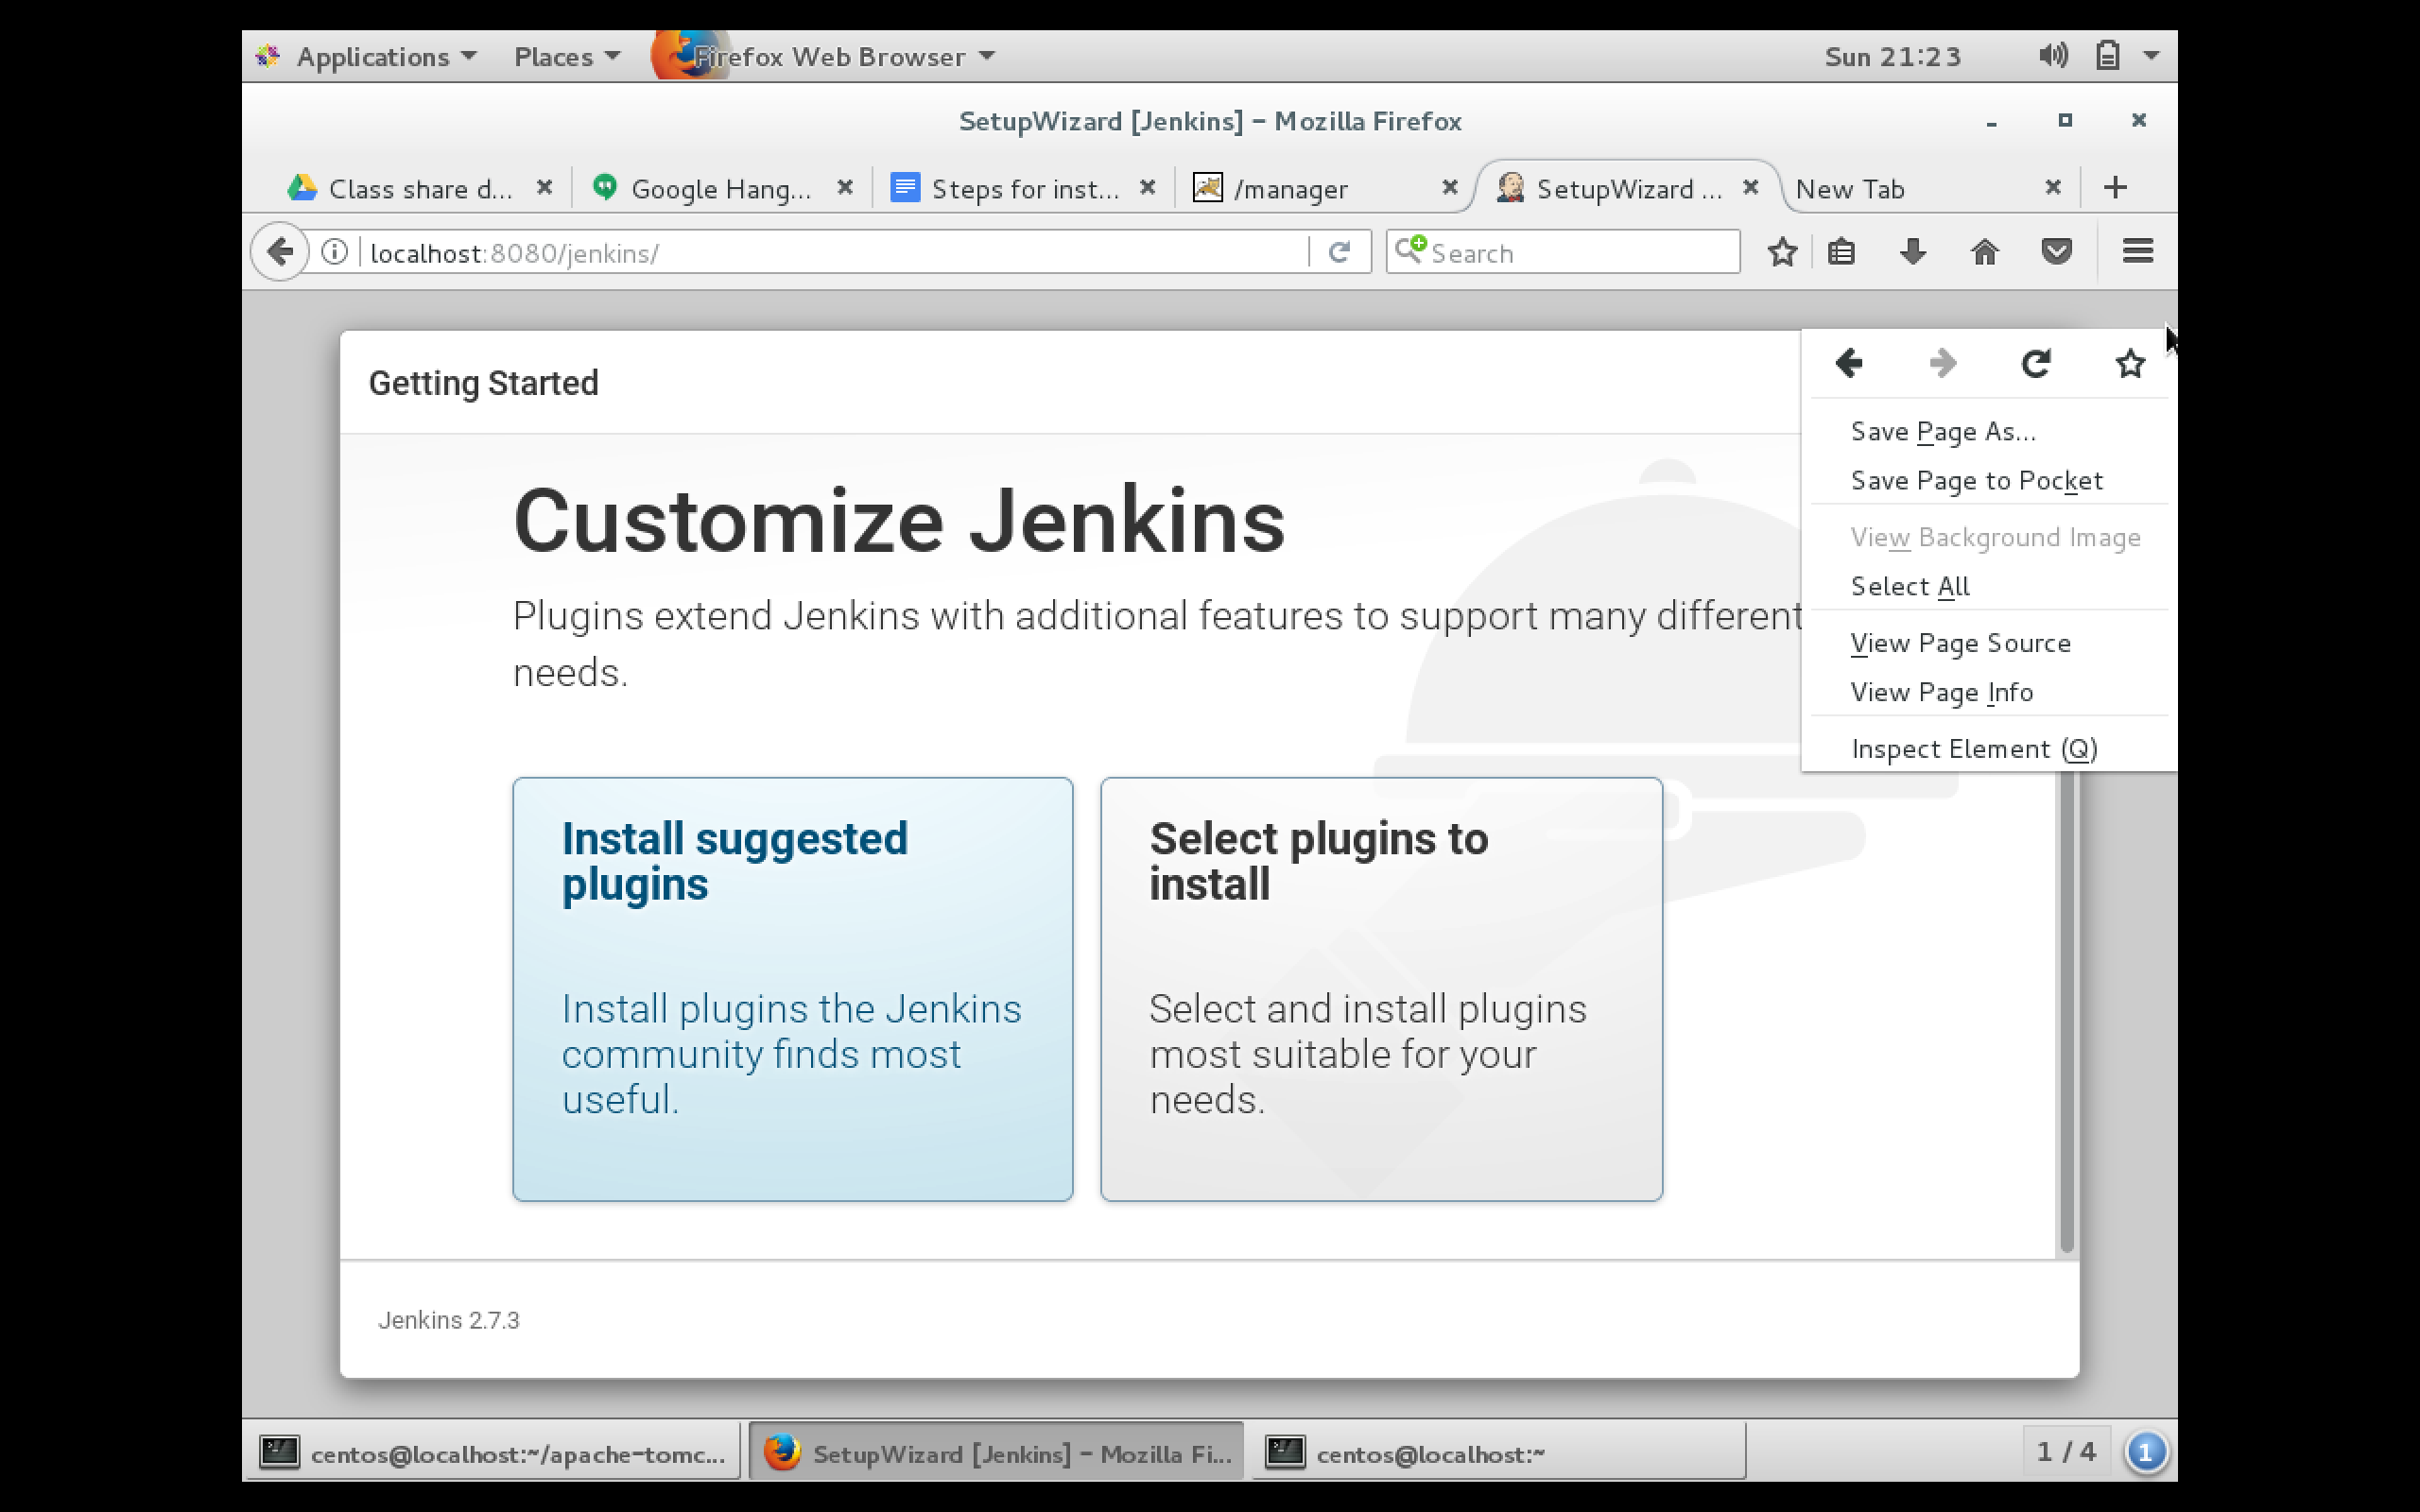 Applications Places Firefox Web Browser Sun 21:23
SetupWizard [Jenkins] – Mozilla Firefox
Class share d... Google Hang... Steps for inst... /manager SetupWizard ... New Tab
localhost:8080/jenkins/ Search
Getting Started
Customize Jenkins
Plugins extend Jenkins with additional features to support many different
needs.
Install suggested
plugins
Install plugins the Jenkins
community finds most
useful.
Select plugins to
install
Select and install plugins
most suitable for your
needs.
Save Page As...
Save Page to Pocket
View Background Image
Select All
View Page Source
View Page Info
Inspect Element (Q)
Jenkins 2.7.3
centos@localhost:~/apache-tomc... SetupWizard [Jenkins] – Mozilla Fi... centos@localhost:~ 1 / 4 1